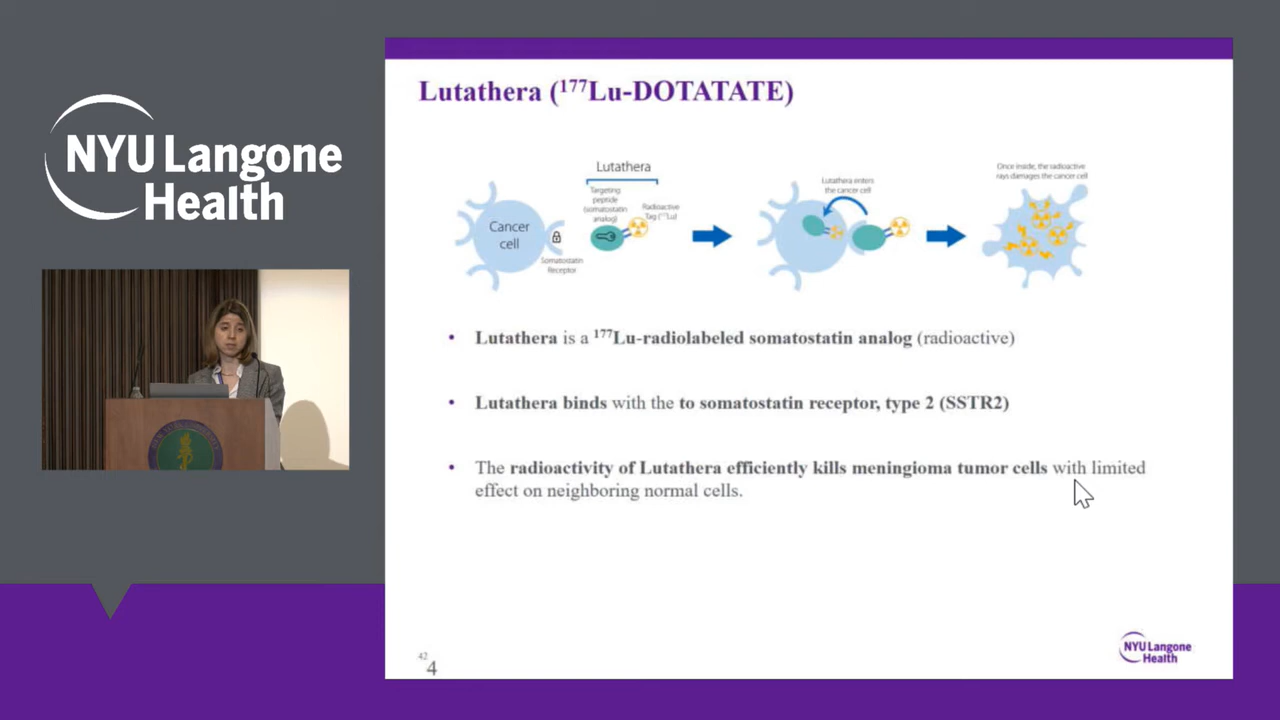 NYU Langone
Health
Lutathera (¹⁷⁷Lu-DOTATATE)
Lutathera
Targeting
peptide
(somatostatin
analog)
Radioactive
Tag (¹⁷⁷Lu)
Cancer
cell
Somatostatin
Receptor
Lutathera enters
the cancer cell
Once inside, the radioactive
rays damages the cancer cell
• Lutathera is a ¹⁷⁷Lu-radiolabeled somatostatin analog (radioactive)
• Lutathera binds with the to somatostatin receptor, type 2 (SSTR2)
• The radioactivity of Lutathera efficiently kills meningioma tumor cells with limited
effect on neighboring normal cells.
42
4
NYU Langone
Health